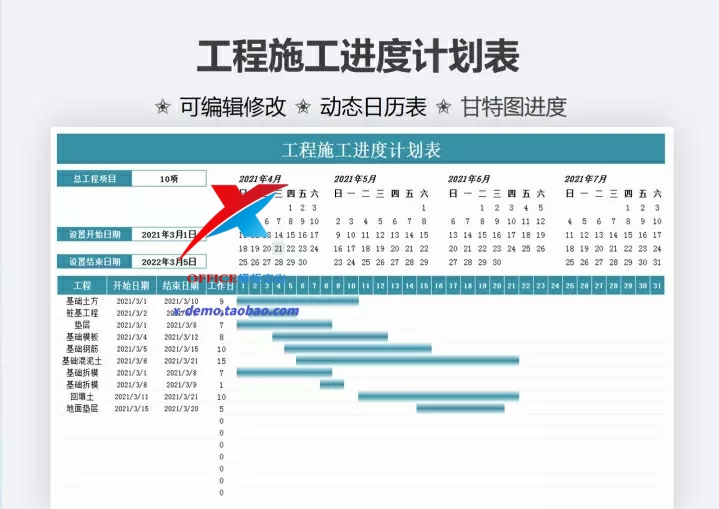 工程施工进度计划表
可编辑修改 动态日历表 甘特图进度
工程施工进度计划表
总工程项目 10项
设置开始日期 2021年3月1日
设置结束日期 2022年3月5日
2021年4月 2021年5月 2021年6月 2021年7月
日 一 二 三 四 五 六 日 一 二 三 四 五 六 日 一 二 三 四 五 六 日 一 二 三 四 五 六
1 2 3 1 1 2 3 4 5 1 2 3
6 7 8 9 10 2 3 4 5 6 7 8 6 7 8 9 10 11 12 4 5 6 7 8 9 10
11 12 13 14 15 16 17 9 10 11 12 13 14 15 13 14 15 16 17 18 19 11 12 13 14 15 16 17
18 19 20 21 22 23 24 16 17 18 19 20 21 22 20 21 22 23 24 25 26 18 19 20 21 22 23 24
25 26 27 28 29 30 23 24 25 26 27 28 29 27 28 29 30 25 26 27 28 29 30 31
OFFICE
x-demo.taobao.com
工程 开始日期 结束日期 工作日 1 2 3 4 5 6 7 8 9 10 11 12 13 14 15 16 17 18 19 20 21 22 23 24 25 26 27 28 29 30 31
基础土方 2021/3/1 2021/3/10 9
桩基工程 2021/3/2
垫层 2021/3/1 2021/3/8 7
基础模板 2021/3/4 2021/3/12 8
基础钢筋 2021/3/5 2021/3/15 10
基础混泥土 2021/3/6 2021/3/21 15
基础拆模 2021/3/1 2021/3/8 7
基础拆模 2021/3/8 2021/3/9 1
回填土 2021/3/11 2021/3/21 10
地面垫层 2021/3/15 2021/3/20 5
0
0
0
0
0
0
0